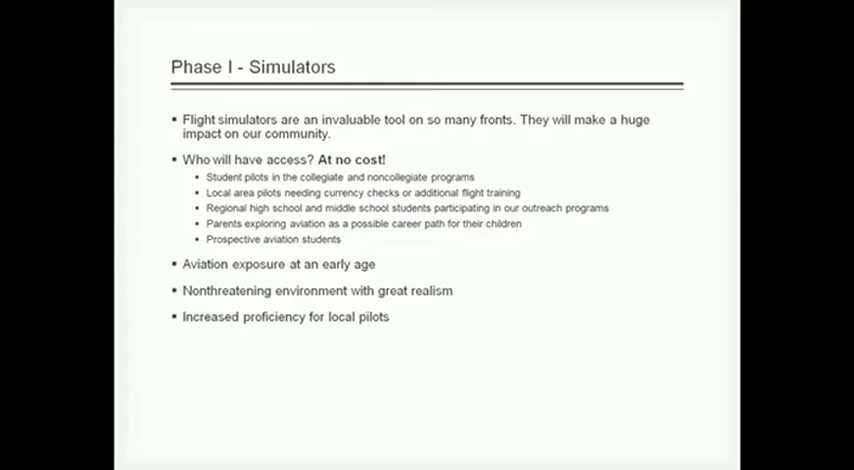 Phase I - Simulators
▪ Flight simulators are an invaluable tool on so many fronts. They will make a huge
impact on our community.
▪ Who will have access? At no cost!
▪ Student pilots in the collegiate and noncollegiate programs
▪ Local area pilots needing currency checks or additional flight training
▪ Regional high school and middle school students participating in our outreach programs
▪ Parents exploring aviation as a possible career path for their children
▪ Prospective aviation students
▪ Aviation exposure at an early age
▪ Nonthreatening environment with great realism
▪ Increased proficiency for local pilots